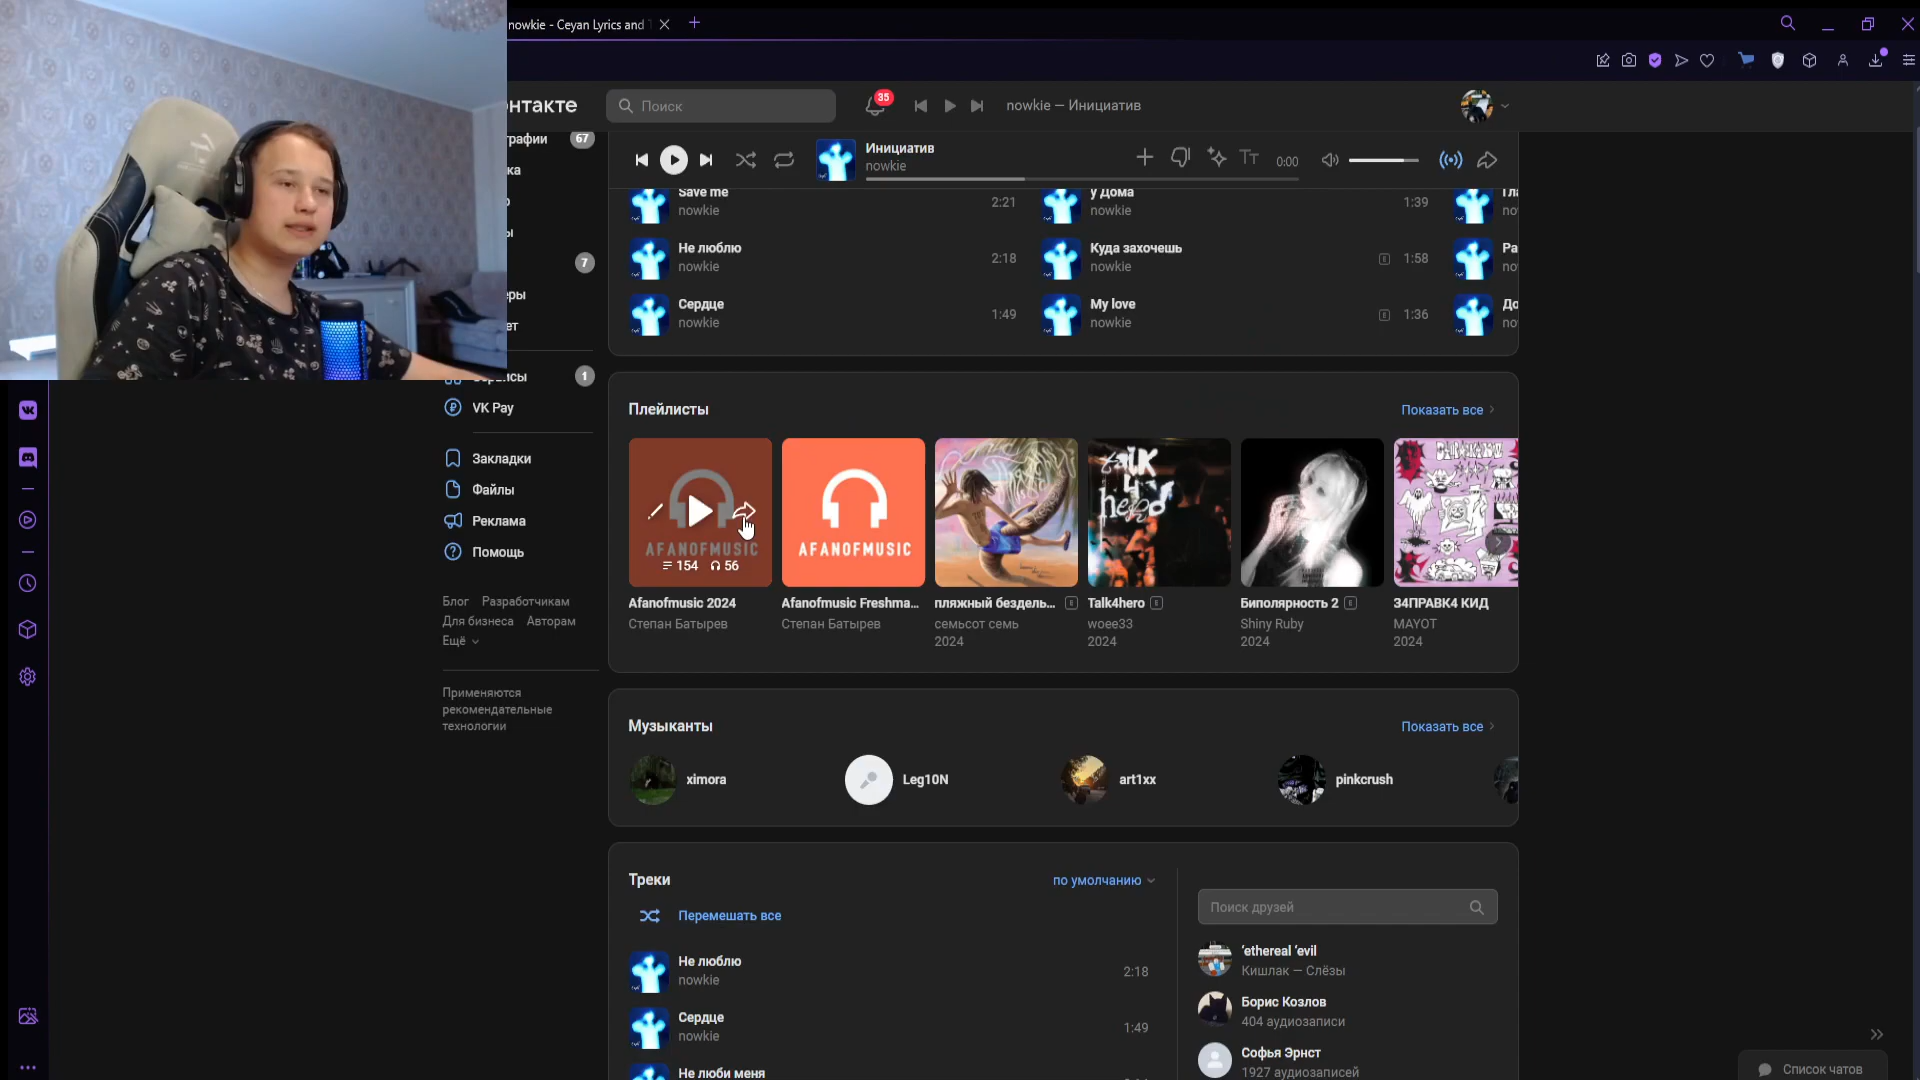 nowkie - Ceyan Lyrics and
нтакте
Поиск
35
nowkie — Инициатив
67
7
1
VK Pay
Закладки
Файлы
Реклама
Помощь
Блог Разработчикам
Для бизнеса Авторам
Ещё
Применяются
рекомендательные
технологии
Инициатив
nowkie
Тт
0:00
Save me
nowkie
2:21
у Дома
nowkie
1:39
Не люблю
nowkie
2:18
Куда захочешь
nowkie
E
1:58
Сердце
nowkie
1:49
My love
nowkie
E
1:36
Плейлисты
Показать все
AFANOFMUSIC
154
56
Afanofmusic 2024
Степан Батырев
AFANOFMUSIC
Afanofmusic Freshma...
Степан Батырев
пляжный бездель... E
семьсот семь
2024
talk
4
hero
Talk4hero E
woee33
2024
Биполярность 2 E
Shiny Ruby
2024
34ПРАВК4 КИД
MAYOT
2024
Музыканты
Показать все
ximora
Leg10N
art1xx
pinkcrush
Треки
по умолчанию
Перемешать все
Не люблю
nowkie
2:18
Сердце
nowkie
1:49
Не люби меня
Поиск друзей
'ethereal 'evil
Кишлак — Слёзы
Борис Козлов
404 аудиозаписи
Софья Эрнст
1927 аудиозаписей
Список чатов